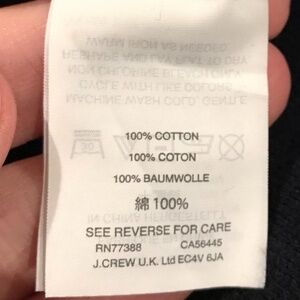 100% COTTON
100% COTON
100% BAUMWOLLE
綿 100%
SEE REVERSE FOR CARE
RN77388 CA56445
J.CREW U.K. Ltd EC4V 6JA